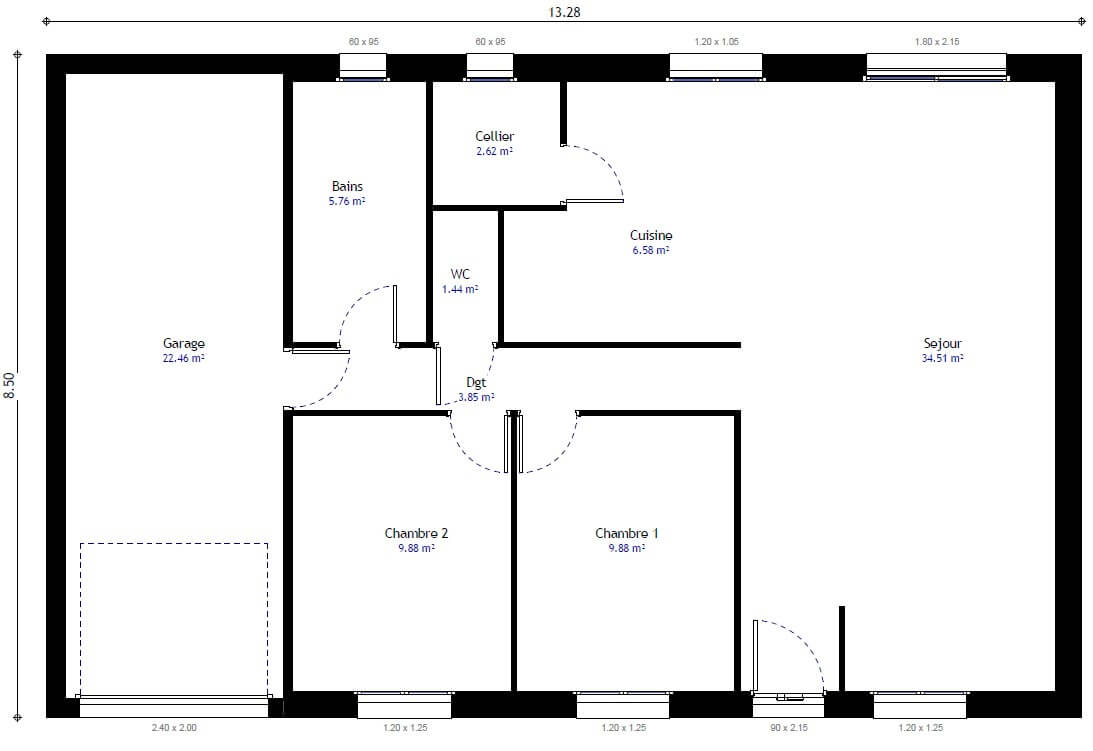 8.50
2.40 x 2.00
Garage
22.46 m²
Bains
5.76 m²
60 x 95
Chambre 2
9.88 m²
1.20 x 1.25
WC
1.44 m²
Dgt
3.85 m²
Cellier
2.62 m²
60 x 95
13.28
Chambre 1
9.88 m²
1.20 x 1.25
Cuisine
6.58 m²
1.20 x 1.05
90 x 2.15
Sejour
34.51 m²
1.20 x 1.25
1.80 x 2.15